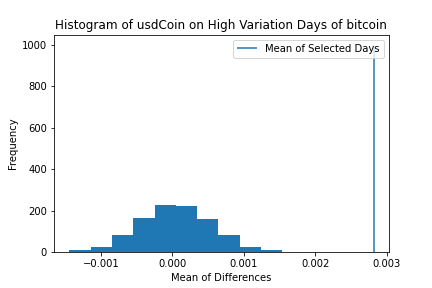 Histogram of usdCoin on High Variation Days of bitcoin
Mean of Selected Days
Frequency
1000
800
600
400
200
0
−0.001
0.000
0.001
0.002
0.003
Mean of Differences